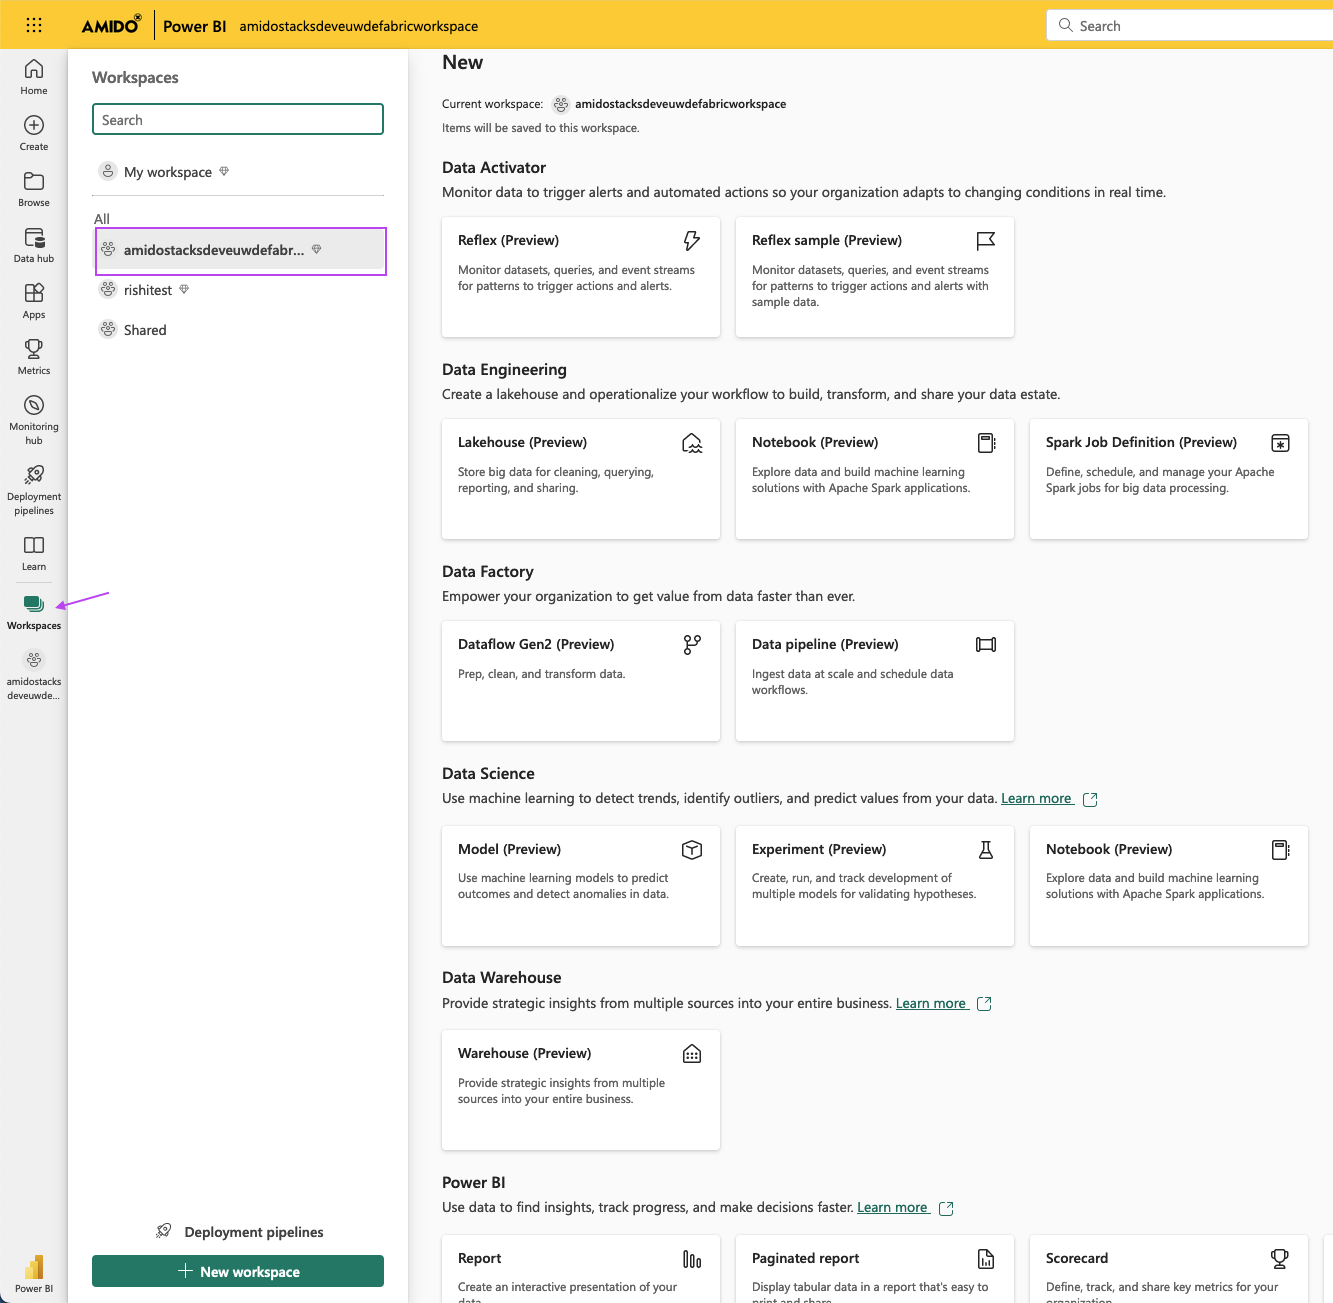 AMIDO Power BI amidostacksdeveuwdefabricworkspace
Search
Home
Create
Browse
Data hub
Apps
Metrics
Monitoring
hub
Deployment
pipelines
Learn
Workspaces
amidostacks
deveuwde...
Power BI
Workspaces
Search
My workspace
All
amidostacksdeveuwdefabr...
rishitest
Shared
Deployment pipelines
New workspace
New
Current workspace: amidostacksdeveuwdefabricworkspace
Items will be saved to this workspace.
Data Activator
Monitor data to trigger alerts and automated actions so your organization adapts to changing conditions in real time.
Reflex (Preview)
Monitor datasets, queries, and event streams
for patterns to trigger actions and alerts.
Reflex sample (Preview)
Monitor datasets, queries, and event streams
for patterns to trigger actions and alerts with
sample data.
Data Engineering
Create a lakehouse and operationalize your workflow to build, transform, and share your data estate.
Lakehouse (Preview)
Store big data for cleaning, querying,
reporting, and sharing.
Notebook (Preview)
Explore data and build machine learning
solutions with Apache Spark applications.
Spark Job Definition (Preview)
Define, schedule, and manage your Apache
Spark jobs for big data processing.
Data Factory
Empower your organization to get value from data faster than ever.
Dataflow Gen2 (Preview)
Prep, clean, and transform data.
Data pipeline (Preview)
Ingest data at scale and schedule data
workflows.
Data Science
Use machine learning to detect trends, identify outliers, and predict values from your data. Learn more
Model (Preview)
Use machine learning models to predict
outcomes and detect anomalies in data.
Experiment (Preview)
Create, run, and track development of
multiple models for validating hypotheses.
Notebook (Preview)
Explore data and build machine learning
solutions with Apache Spark applications.
Data Warehouse
Provide strategic insights from multiple sources into your entire business. Learn more
Warehouse (Preview)
Provide strategic insights from multiple
sources into your entire business.
Power BI
Use data to find insights, track progress, and make decisions faster. Learn more
Report
Create an interactive presentation of your
data.
Paginated report
Display tabular data in a report that's easy to
print and share.
Scorecard
Define, track, and share key metrics for your
organization.